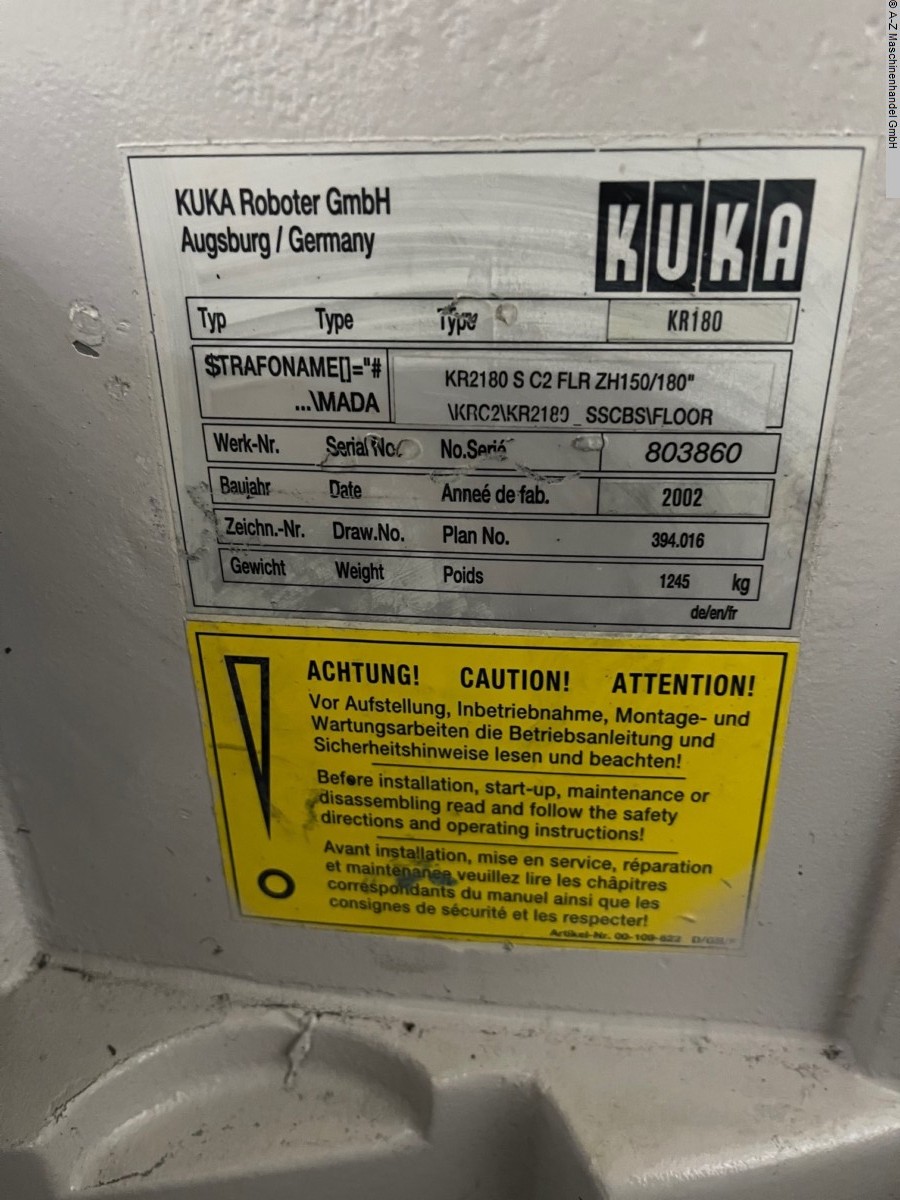 KUKA Roboter GmbH
Augsburg / Germany
KUKA
Typ Type Type KR180
$TRAFONAME[]="# KR2180 S C2 FLR ZH150/180"
...\MADA \KRC2\KR2180_SSCBS\FLOOR
Werk-Nr. Serial No. No.Serié 803860
Baujahr Date Anneé de fab. 2002
Zeichn.-Nr. Draw.No. Plan No. 394.016
Gewicht Weight Poids 1245 kg
de/en/fr
ACHTUNG! CAUTION! ATTENTION!
Vor Aufstellung, Inbetriebnahme, Montage- und
Wartungsarbeiten die Betriebsanleitung und
Sicherheitshinweise lesen und beachten!
Before installation, start-up, maintenance or
disassembling read and follow the safety
directions and operating instructions!
Avant installation, mise en service, réparation
et maintenance veuillez lire les châpitres
corréspondants du manuel ainsi que les
consignes de sécurité et les respecter!
Artikel-Nr. 00-109-822
© A-Z Maschinenhandel GmbH